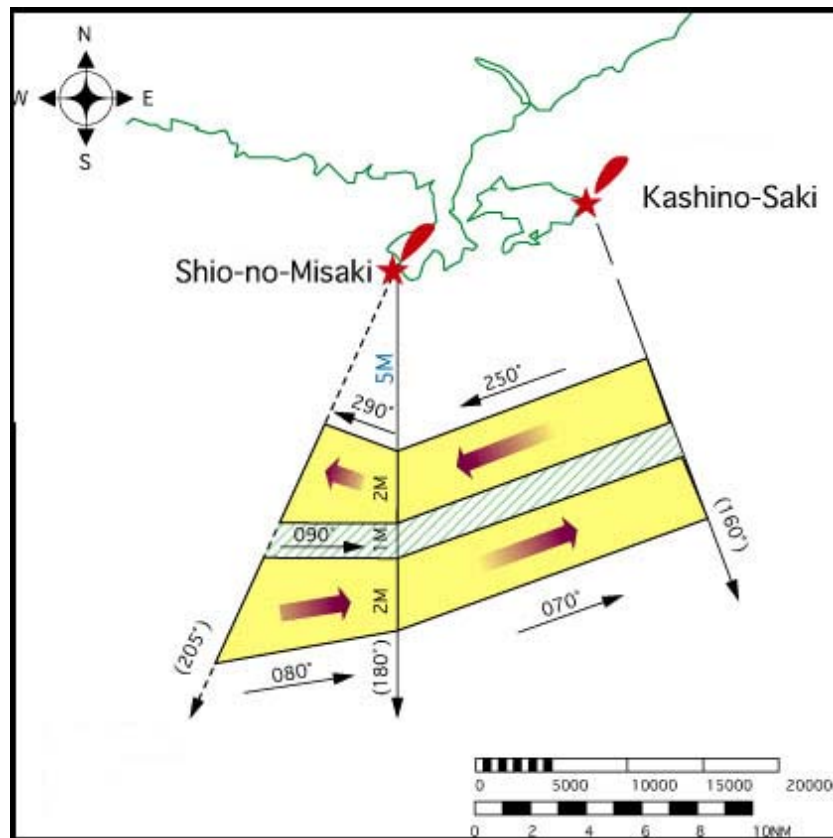 N
W
E
S
Kashino-Saki
Shio-no-Misaki
5M
250°
290°
2M
090°
1M
2M
(160°)
070°
(205°)
080°
(180°)
0 5000 10000 15000 20000
0 2 4 6 8 10NM